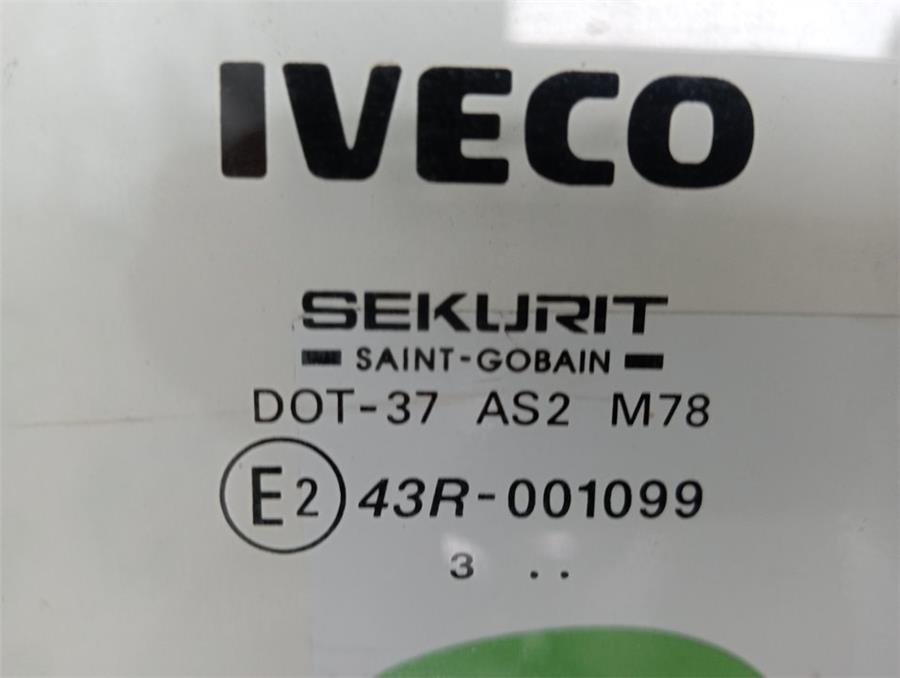 IVECO
SEKURIT
SAINT-GOBAIN
DOT-37 AS2 M78
E2 43R-001099
3 ..